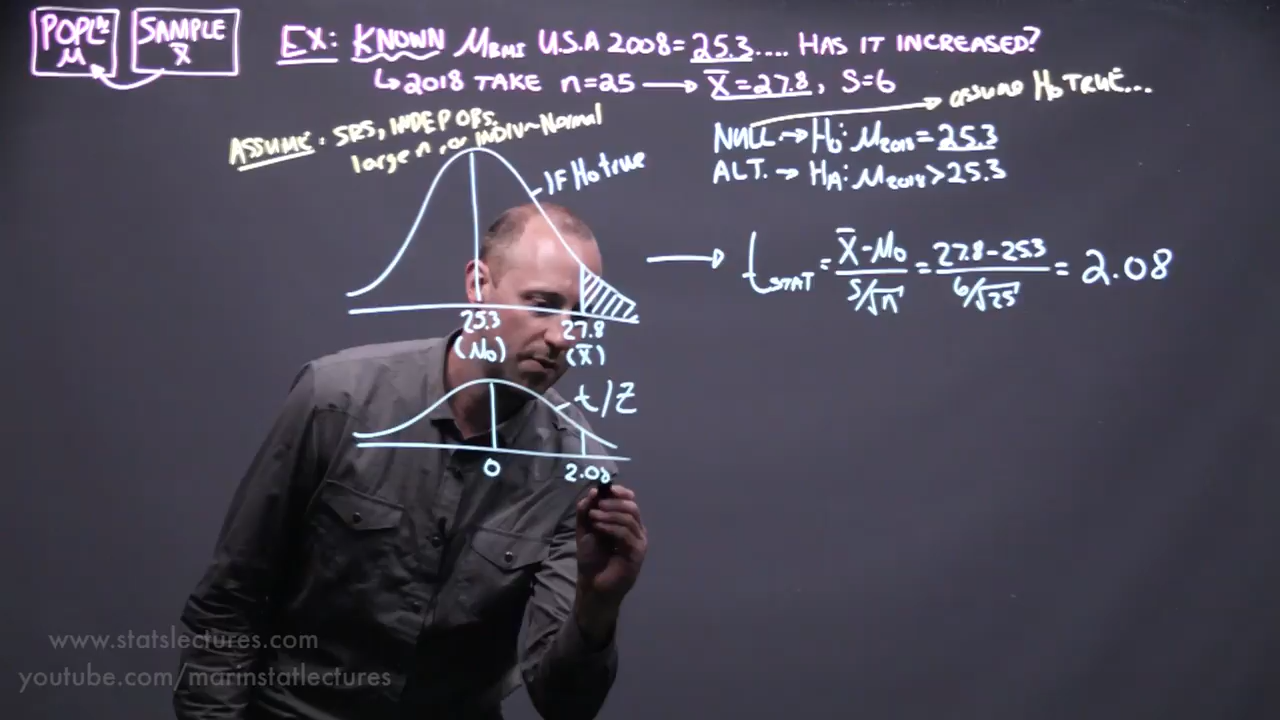 POPLⁿ
μ
SAMPLE
x̄
EX: KNOWN μBMI U.S.A 2008=25.3.... HAS IT INCREASED?
↳2018 TAKE n=25 → X̄=27.8, S=6
ASSUME: SRS, INDEP OBS,
large n, or INDIV~Normal
assume H₀ TRUE...
NULL→H₀: μ2018=25.3
ALT.→HA: μ2018>25.3
IF H₀ true
→ tSTAT = (X̄-μ₀)/(S/√n) = (27.8-25.3)/(6/√25) = 2.08
25.3
(μ₀)
27.8
(x̄)
t/Z
0
2.08
www.statslectures.com
youtube.com/marinstatlectures